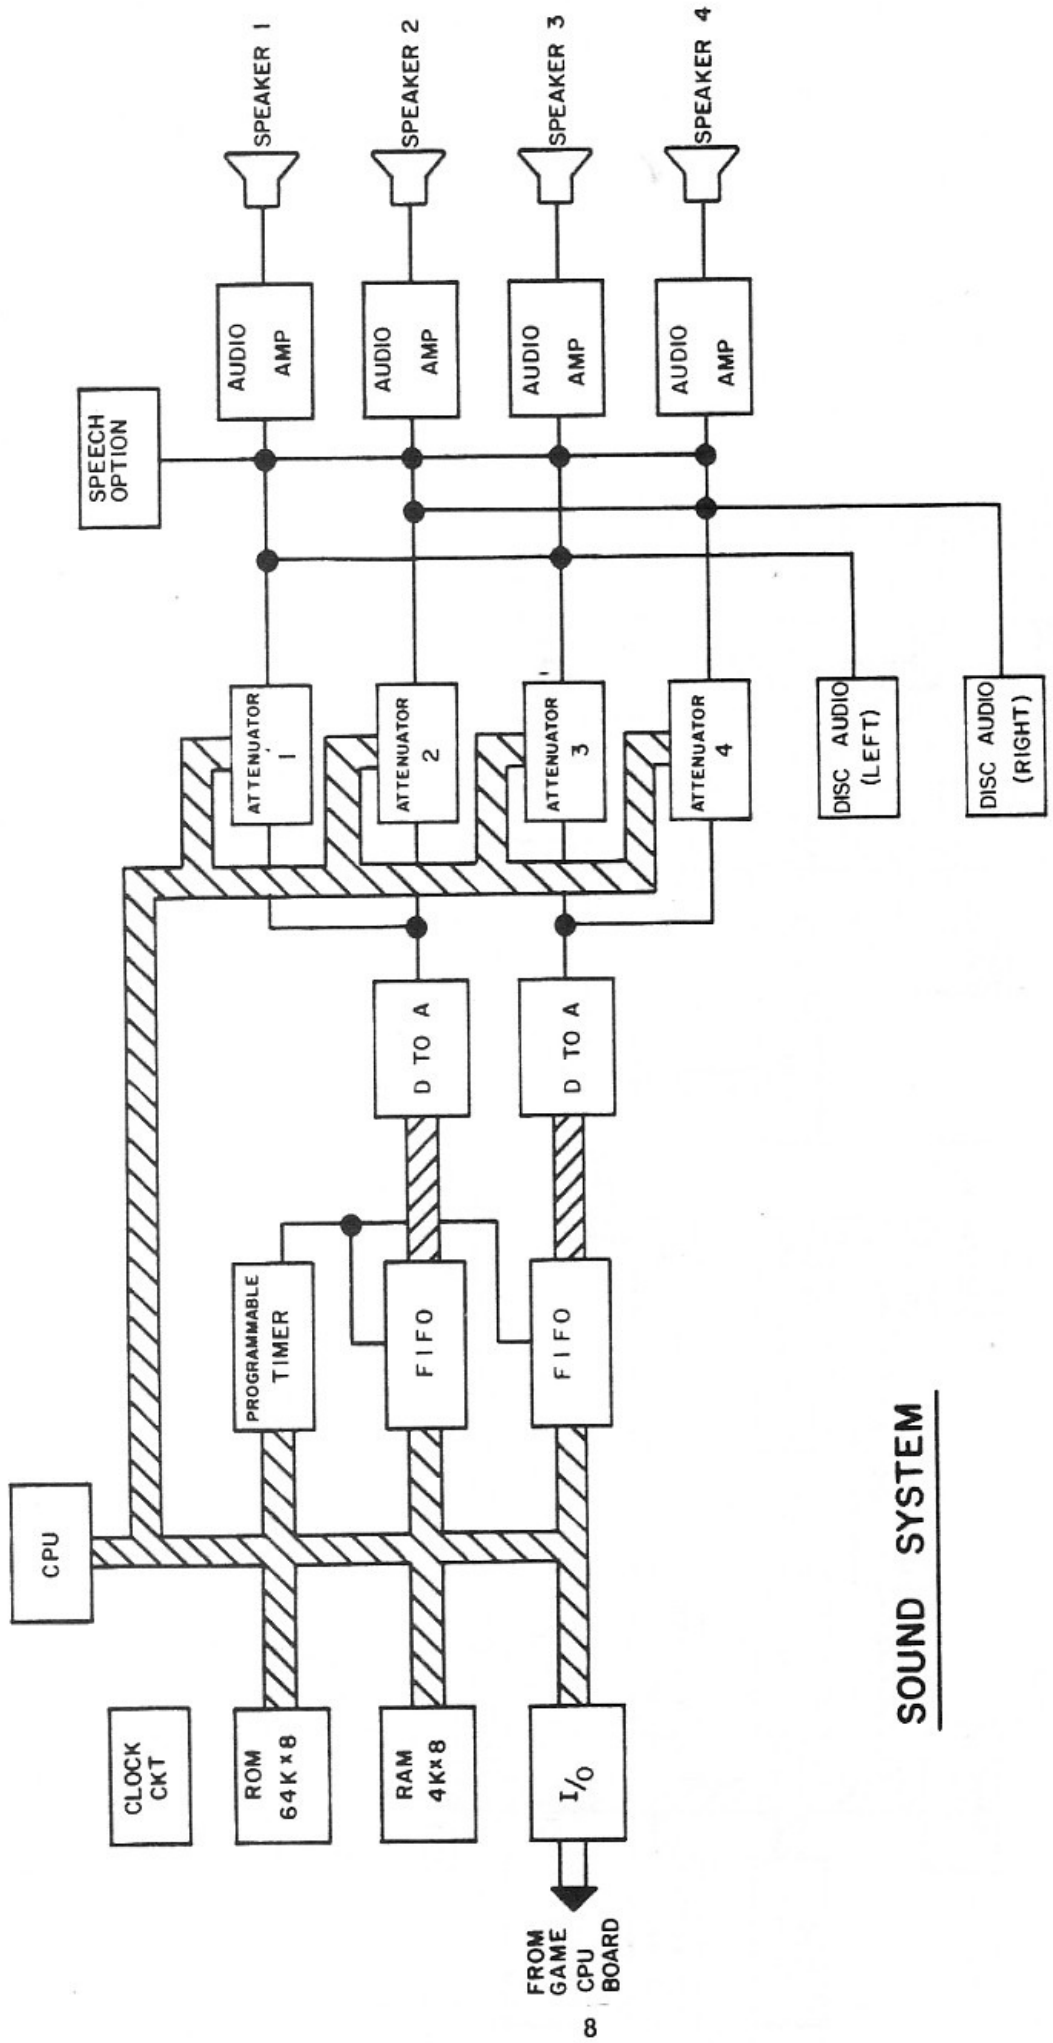 CPU
CLOCK
CKT
ROM
64K×8
RAM
4K×8
I/O
FROM
GAME
CPU
BOARD
PROGRAMMABLE
TIMER
FIFO
FIFO
D TO A
D TO A
ATTENUATOR
1
ATTENUATOR
2
ATTENUATOR
3
ATTENUATOR
4
DISC AUDIO
(LEFT)
DISC AUDIO
(RIGHT)
SPEECH
OPTION
AUDIO
AMP
AUDIO
AMP
AUDIO
AMP
AUDIO
AMP
SPEAKER 1
SPEAKER 2
SPEAKER 3
SPEAKER 4
SOUND SYSTEM
8